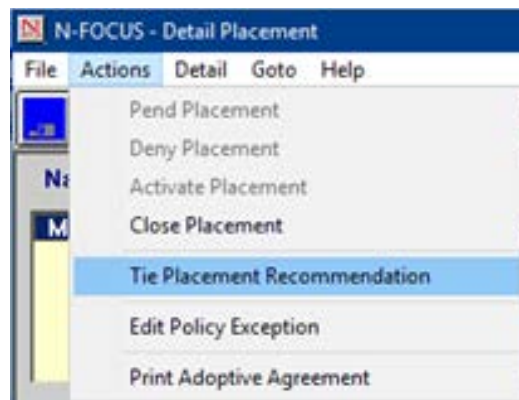 N-FOCUS - Detail Placement
File Actions Detail Goto Help
Pend Placement
Deny Placement
Activate Placement
Close Placement
Tie Placement Recommendation
Edit Policy Exception
Print Adoptive Agreement